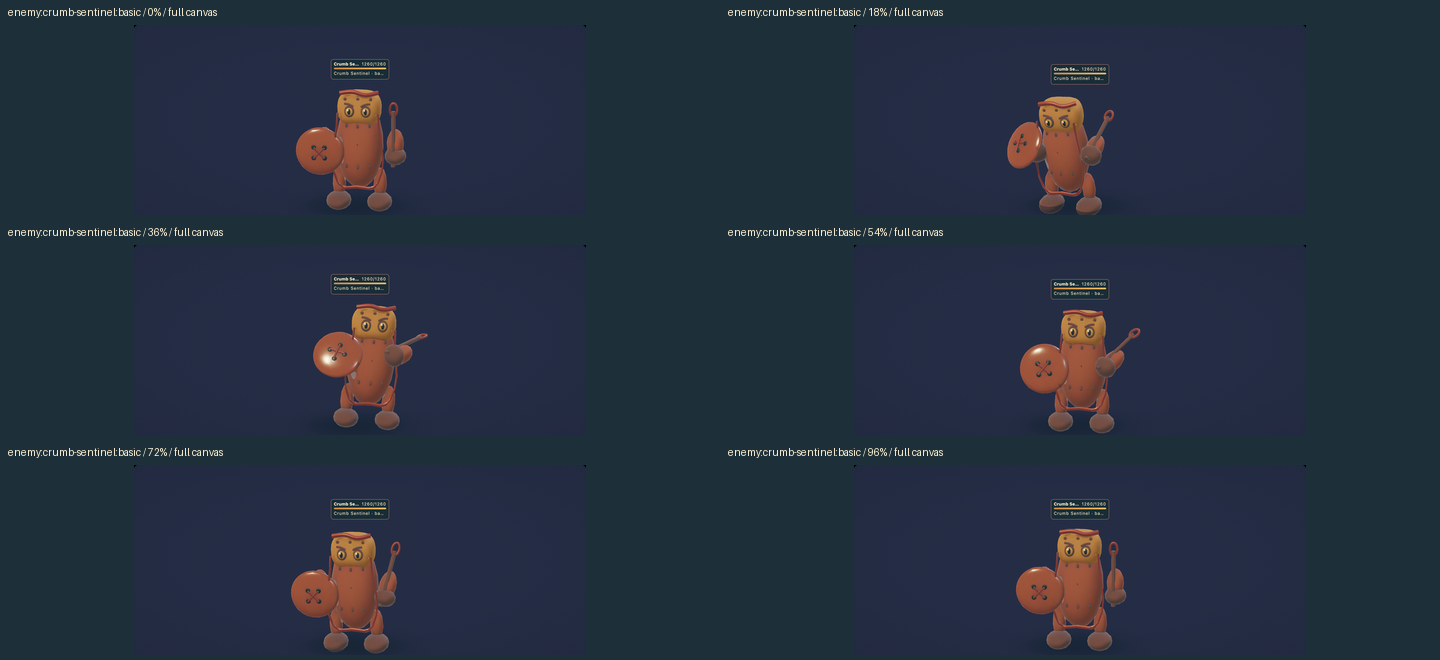 enemy:crumb-sentinel:basic / 0% / full canvas
Crumb Se... 1260/1260
Crumb Sentinel · ba...
enemy:crumb-sentinel:basic / 18% / full canvas
Crumb Se... 1260/1260
Crumb Sentinel · ba...
enemy:crumb-sentinel:basic / 36% / full canvas
Crumb Se... 1260/1260
Crumb Sentinel · ba...
enemy:crumb-sentinel:basic / 54% / full canvas
Crumb Se... 1260/1260
Crumb Sentinel · ba...
enemy:crumb-sentinel:basic / 72% / full canvas
Crumb Se... 1260/1260
Crumb Sentinel · ba...
enemy:crumb-sentinel:basic / 96% / full canvas
Crumb Se... 1260/1260
Crumb Sentinel · ba...